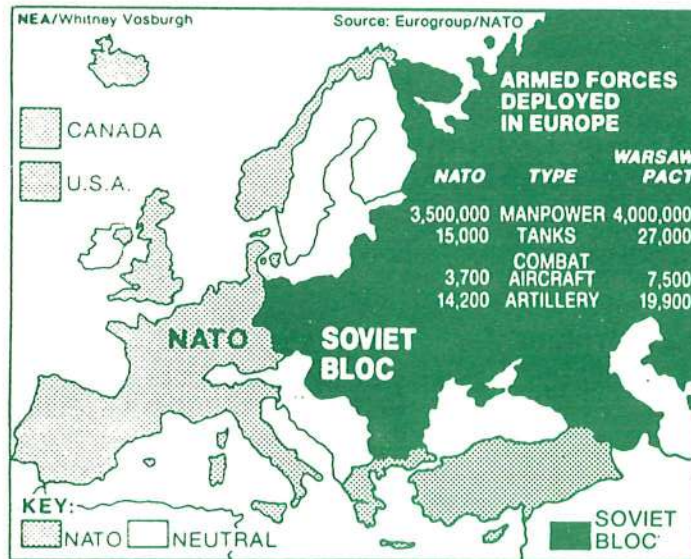 NEA/Whitney Vosburgh
Source: Eurogroup/NATO
CANADA
U.S.A.
ARMED FORCES
DEPLOYED
IN EUROPE
NATO TYPE WARSAW PACT
3,500,000 MANPOWER 4,000,000
15,000 TANKS 27,000
COMBAT
3,700 AIRCRAFT 7,500
14,200 ARTILLERY 19,900
NATO
SOVIET
BLOC
KEY:
NATO NEUTRAL
SOVIET
BLOC